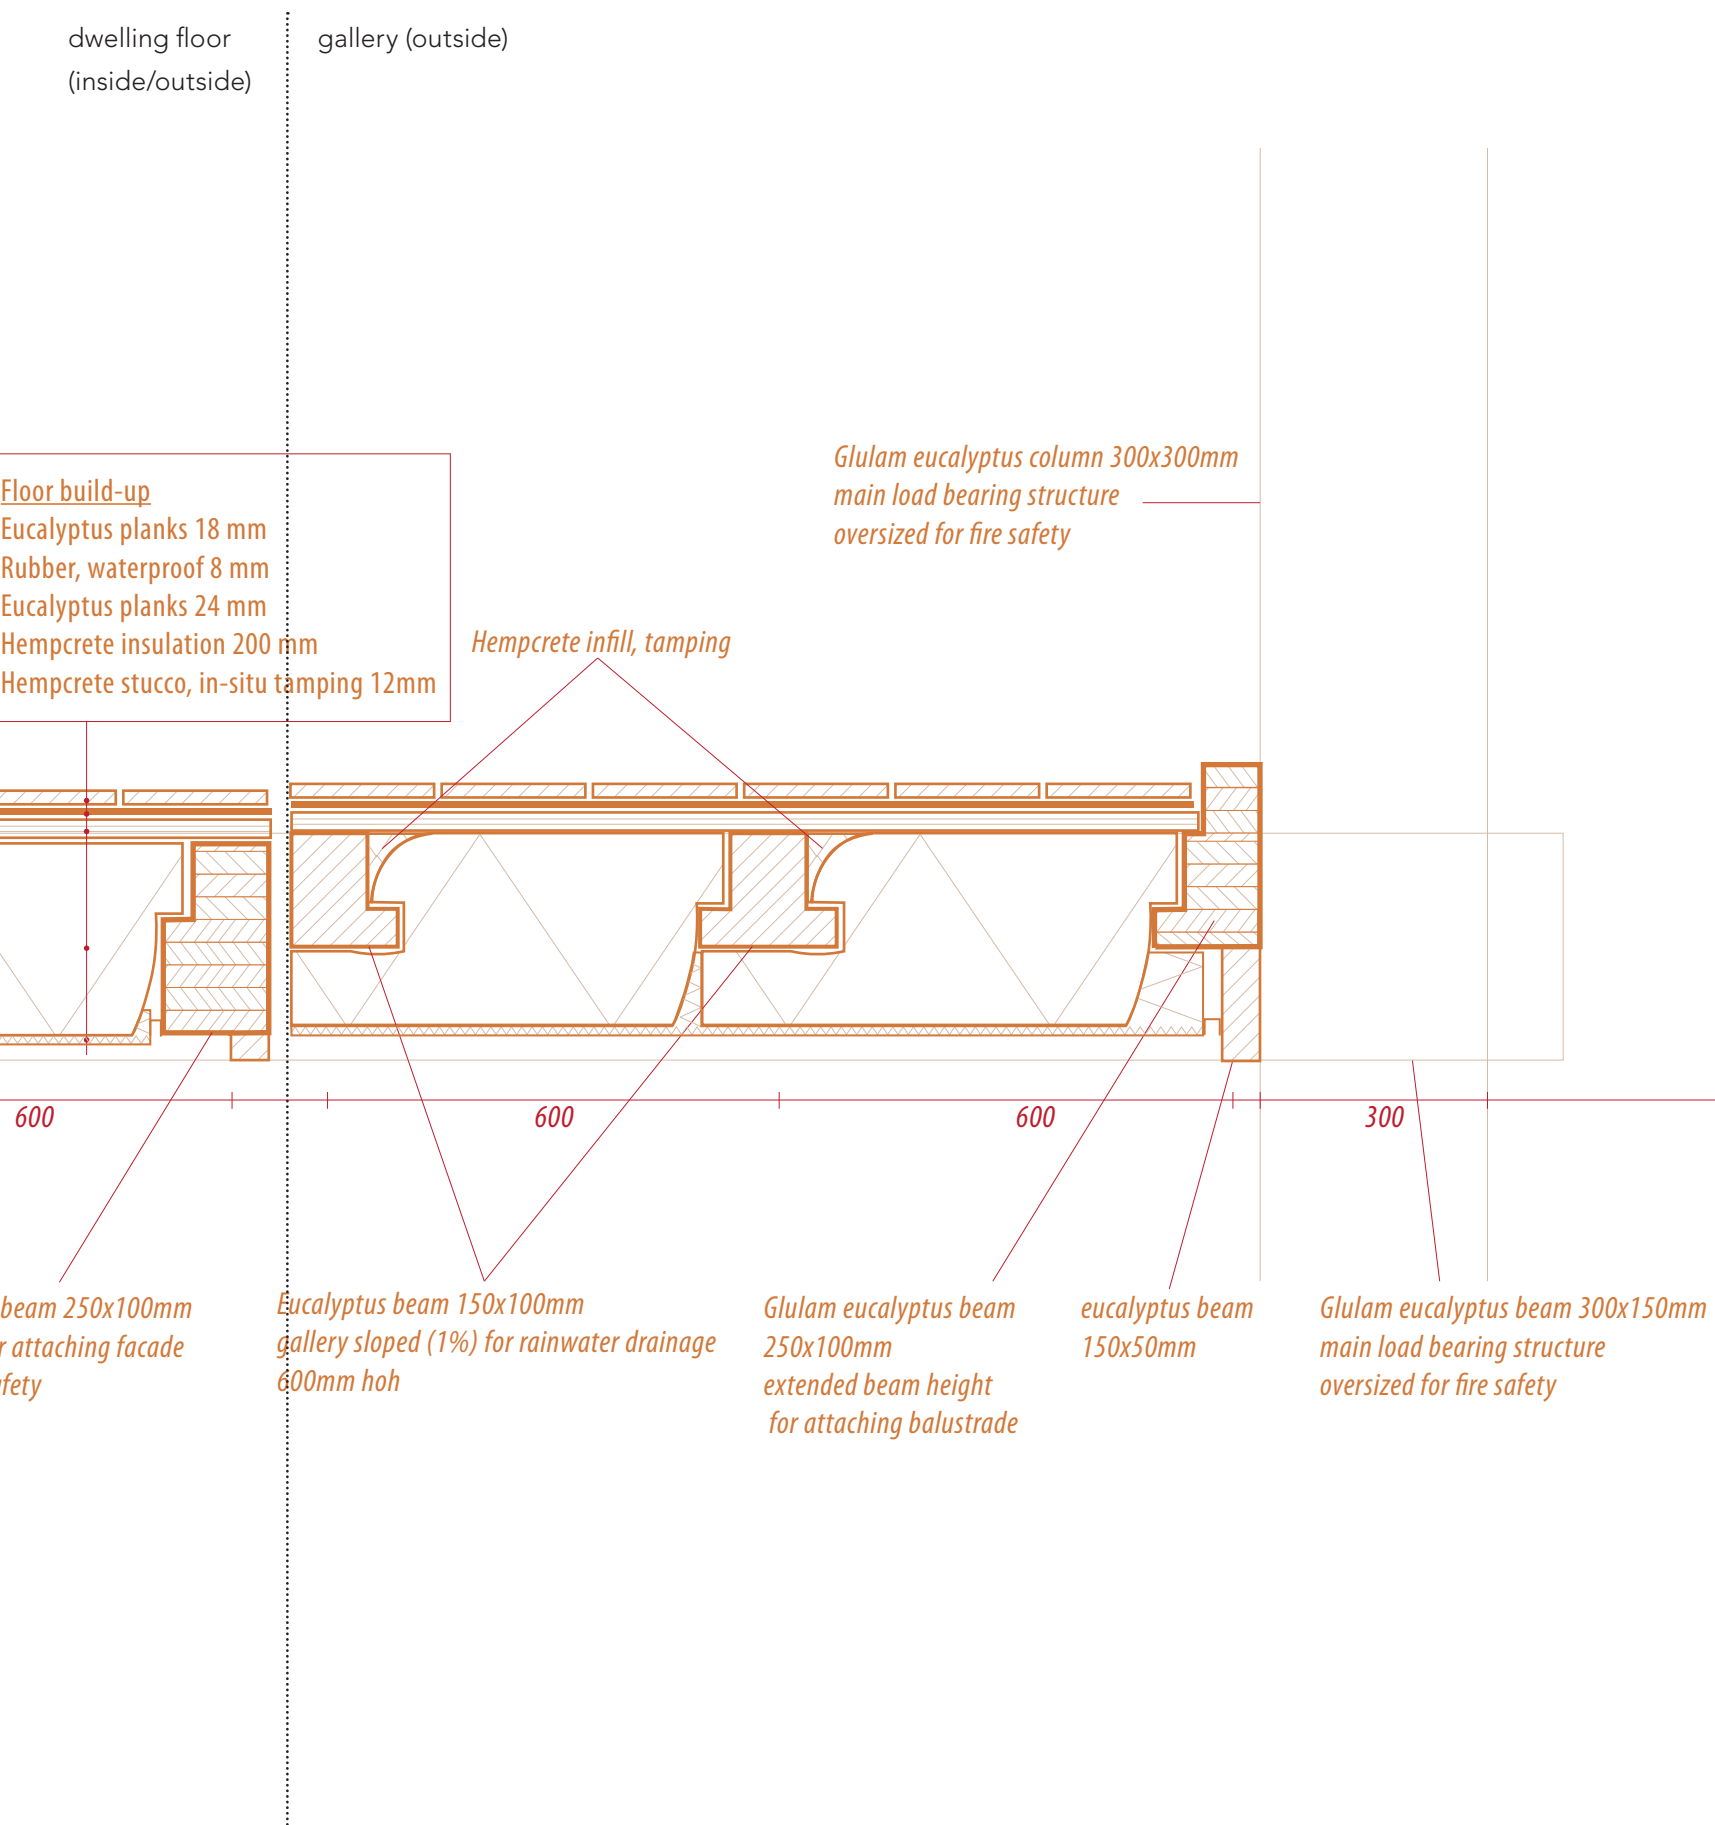 dwelling floor
(inside/outside)
gallery (outside)
Glulam eucalyptus column 300x300mm
main load bearing structure
oversized for fire safety
Floor build-up
Eucalyptus planks 18 mm
Rubber, waterproof 8 mm
Eucalyptus planks 24 mm
Hempcrete insulation 200 mm
Hempcrete stucco, in-situ tamping 12mm
Hempcrete infill, tamping
600
600
600
300
beam 250x100mm
attaching facade
Eucalyptus beam 150x100mm
gallery sloped (1%) for rainwater drainage
600mm hoh
Glulam eucalyptus beam
250x100mm
extended beam height
for attaching balustrade
eucalyptus beam
150x50mm
Glulam eucalyptus beam 300x150mm
main load bearing structure
oversized for fire safety